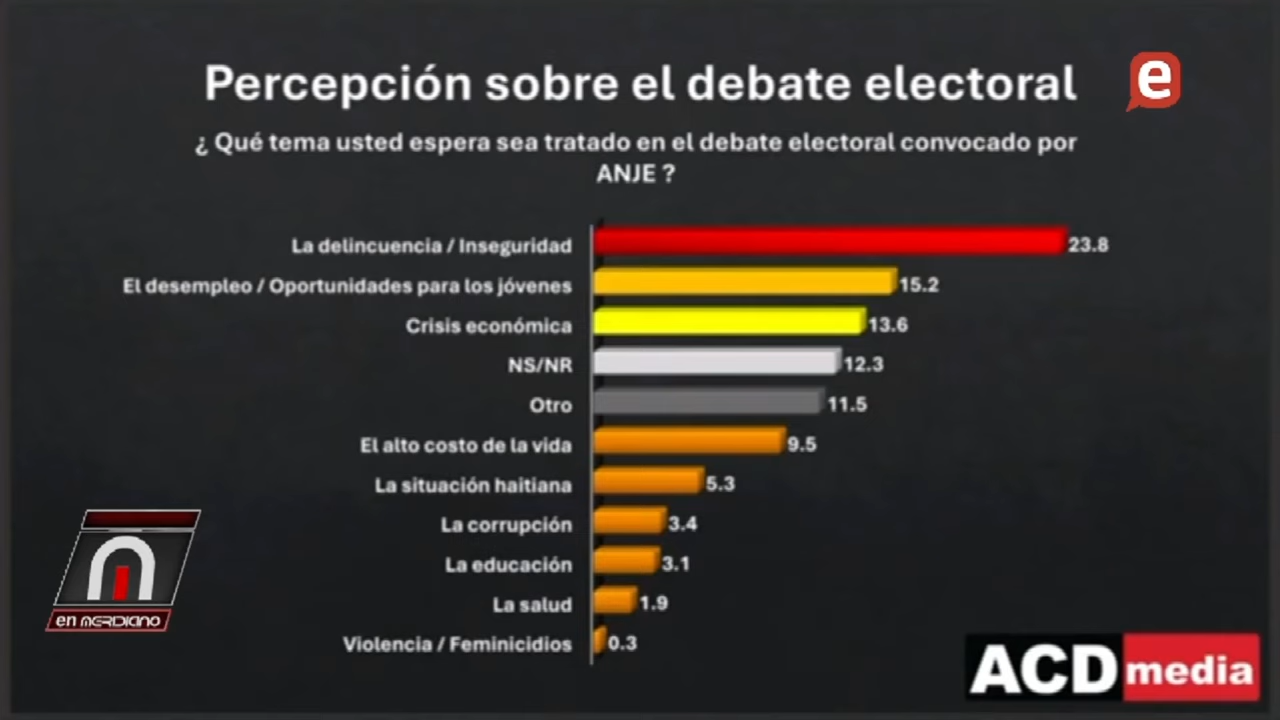 Percepción sobre el debate electoral
e
¿ Qué tema usted espera sea tratado en el debate electoral convocado por
ANJE ?
La delincuencia / Inseguridad 23.8
El desempleo / Oportunidades para los jóvenes 15.2
Crisis económica 13.6
NS/NR 12.3
Otro 11.5
El alto costo de la vida 9.5
La situación haitiana 5.3
La corrupción 3.4
La educación 3.1
La salud 1.9
Violencia / Feminicidios 0.3
en MERDIANO
ACDmedia